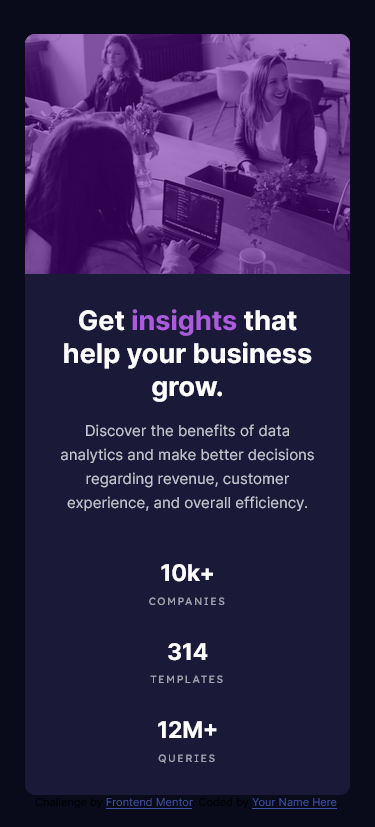 Get insights that
help your business
grow.
Discover the benefits of data
analytics and make better decisions
regarding revenue, customer
experience, and overall efficiency.
10k+
COMPANIES
314
TEMPLATES
12M+
QUERIES
Challenge by Frontend Mentor. Coded by Your Name Here.